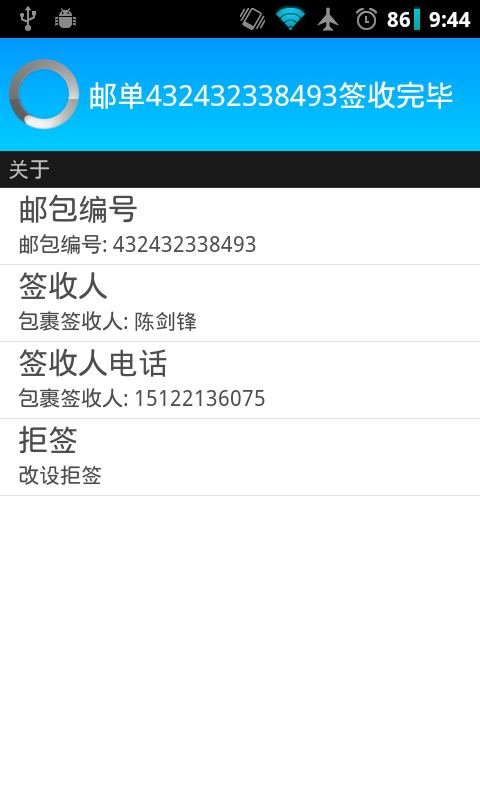 86 9:44
邮单432432338493签收完毕
关于
邮包编号
邮包编号: 432432338493
签收人
包裹签收人: 陈剑锋
签收人电话
包裹签收人: 15122136075
拒签
改设拒签